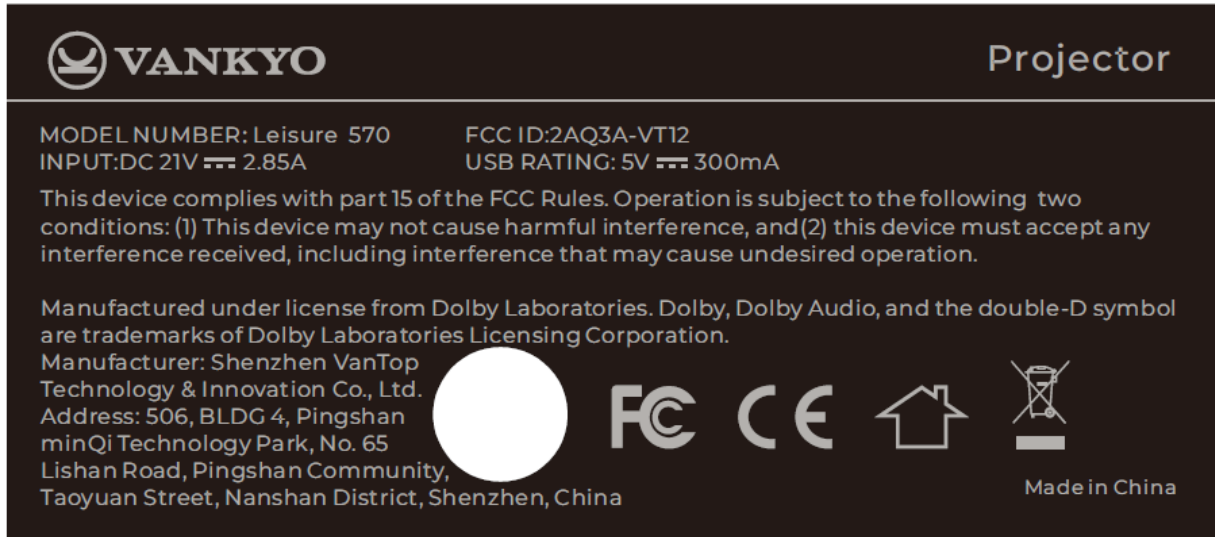 VANKYO
Projector
MODEL NUMBER: Leisure 570
FCC ID:2AQ3A-VT12
INPUT:DC 21V ⎓ 2.85A
USB RATING: 5V ⎓ 300mA
This device complies with part 15 of the FCC Rules. Operation is subject to the following two
conditions: (1) This device may not cause harmful interference, and(2) this device must accept any
interference received, including interference that may cause undesired operation.
Manufactured under license from Dolby Laboratories. Dolby, Dolby Audio, and the double-D symbol
are trademarks of Dolby Laboratories Licensing Corporation.
Manufacturer: Shenzhen VanTop
Technology & Innovation Co., Ltd.
Address: 506, BLDG 4, Pingshan
minQi Technology Park, No. 65
Lishan Road, Pingshan Community,
Taoyuan Street, Nanshan District, Shenzhen, China
FC
CE
Made in China